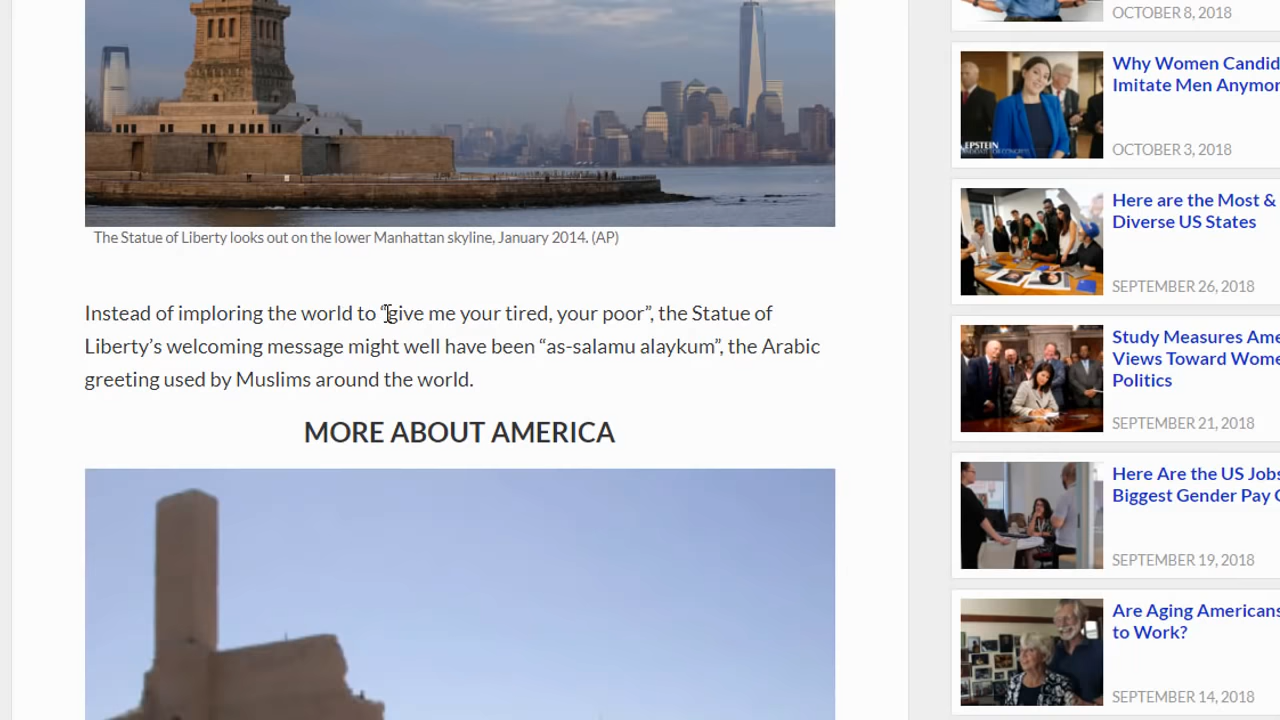 The Statue of Liberty looks out on the lower Manhattan skyline, January 2014. (AP)
Instead of imploring the world to “give me your tired, your poor”, the Statue of
Liberty’s welcoming message might well have been “as-salamu alaykum”, the Arabic
greeting used by Muslims around the world.
MORE ABOUT AMERICA
OCTOBER 8, 2018
Why Women Candid
Imitate Men Anymor
EPSTEIN
OCTOBER 3, 2018
Here are the Most &
Diverse US States
SEPTEMBER 26, 2018
Study Measures Ame
Views Toward Wome
Politics
SEPTEMBER 21, 2018
Here Are the US Jobs
Biggest Gender Pay
SEPTEMBER 19, 2018
Are Aging Americans
to Work?
SEPTEMBER 14, 2018